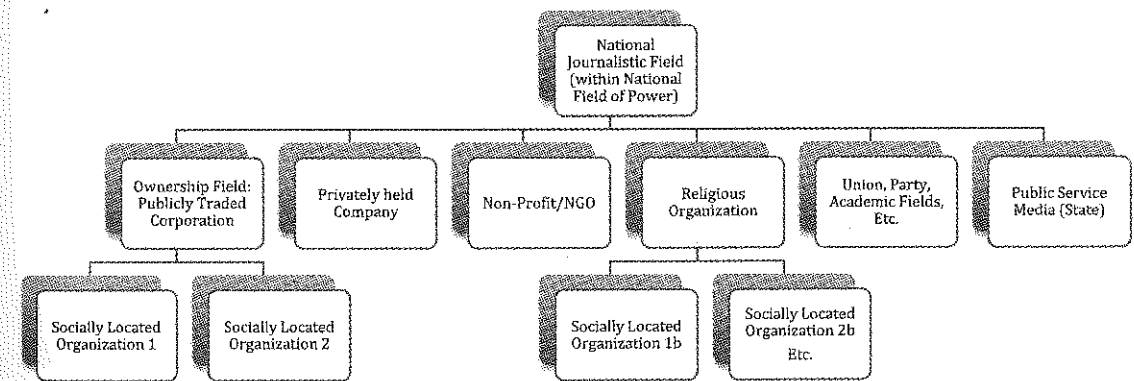 National
Journalistic Field
(within National
Field of Power)
Ownership Field:
Publicly Traded
Corporation
Privately held
Company
Non-Profit/NGO
Religious
Organization
Union, Party,
Academic Fields,
Etc.
Public Service
Media (State)
Socially Located
Organization 1
Socially Located
Organization 2
Socially Located
Organization 1b
Socially Located
Organization 2b
Etc.